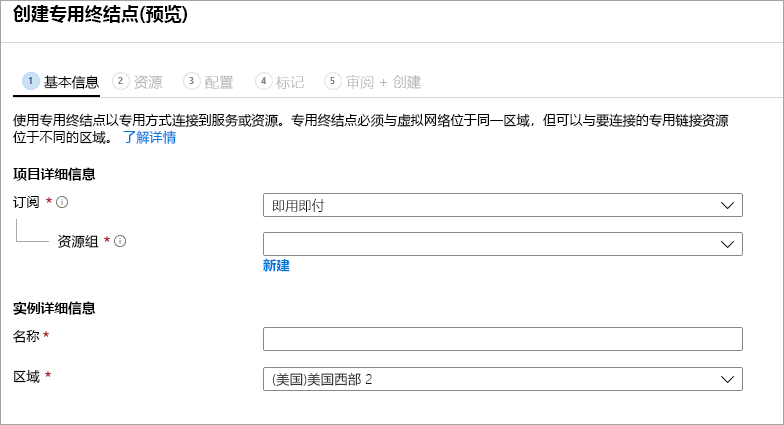 创建专用终结点(预览)
1 基本信息 2 资源 3 配置 4 标记 5 审阅 + 创建
使用专用终结点以专用方式连接到服务或资源。专用终结点必须与虚拟网络位于同一区域，但可以与要连接的专用链接资源
位于不同的区域。 了解详情
项目详细信息
订阅 *
即用即付
资源组 *
新建
实例详细信息
名称 *
区域 *
(美国)美国西部 2